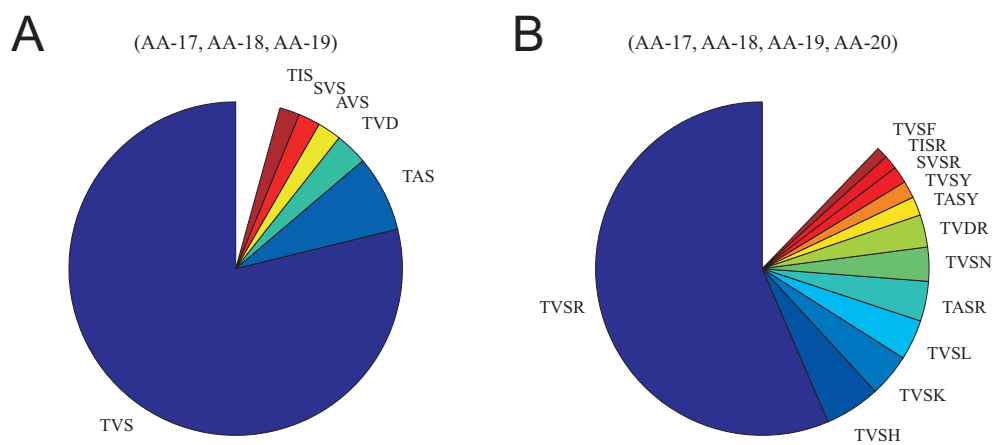 A
(AA-17, AA-18, AA-19)
TIS
SVS
AVS
TVD
TAS
TVS
B
(AA-17, AA-18, AA-19, AA-20)
TVSF
TISR
SVSR
TVSY
TASY
TVDR
TVSN
TASR
TVSL
TVSK
TVSH
TVSR